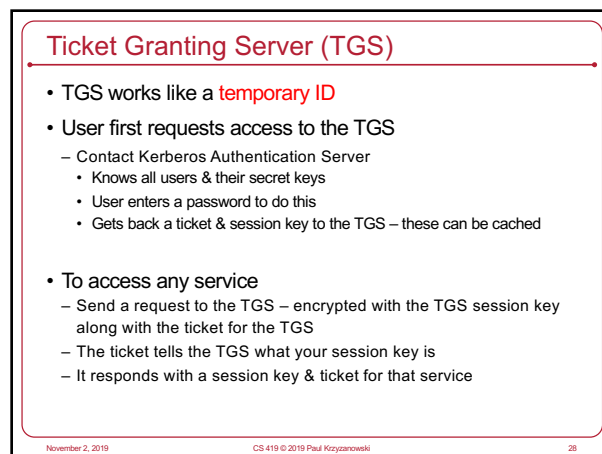 Ticket Granting Server (TGS)
• TGS works like a temporary ID
• User first requests access to the TGS
– Contact Kerberos Authentication Server
• Knows all users & their secret keys
• User enters a password to do this
• Gets back a ticket & session key to the TGS – these can be cached
• To access any service
– Send a request to the TGS – encrypted with the TGS session key
along with the ticket for the TGS
– The ticket tells the TGS what your session key is
– It responds with a session key & ticket for that service
November 2, 2019 CS 419 © 2019 Paul Krzyzanowski 28